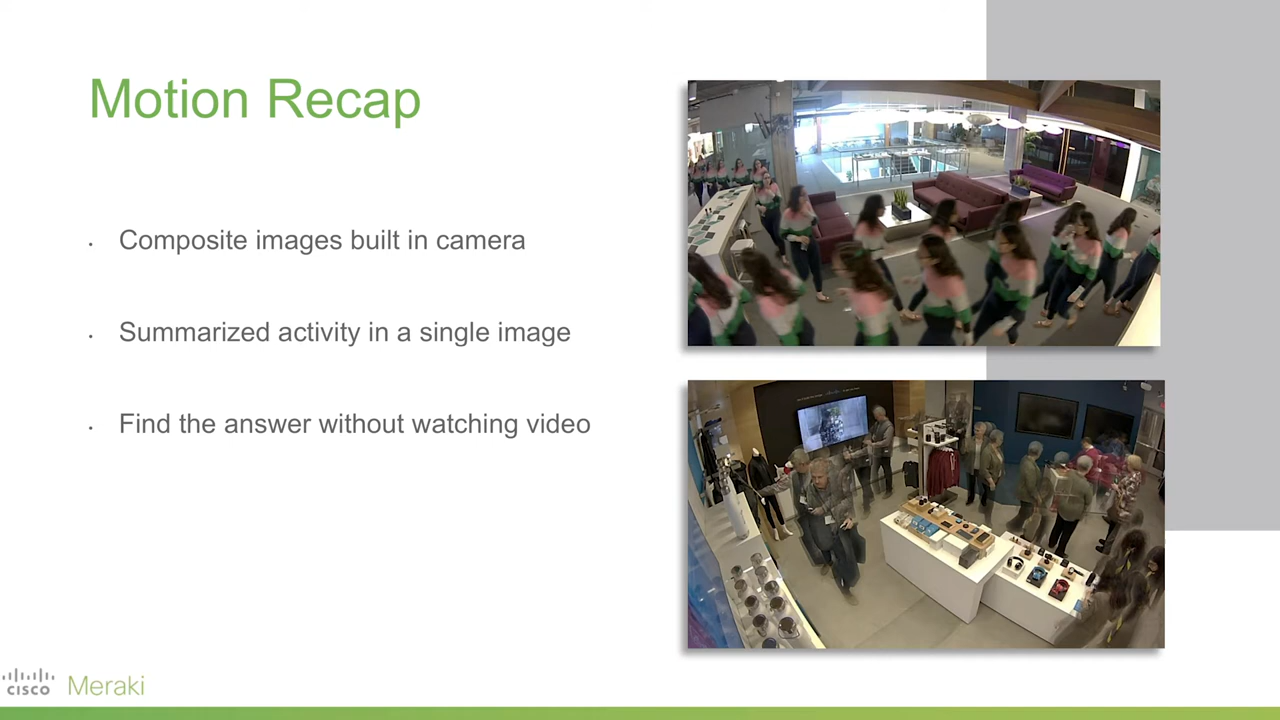 Motion Recap
• Composite images built in camera
• Summarized activity in a single image
• Find the answer without watching video
CISCO Meraki